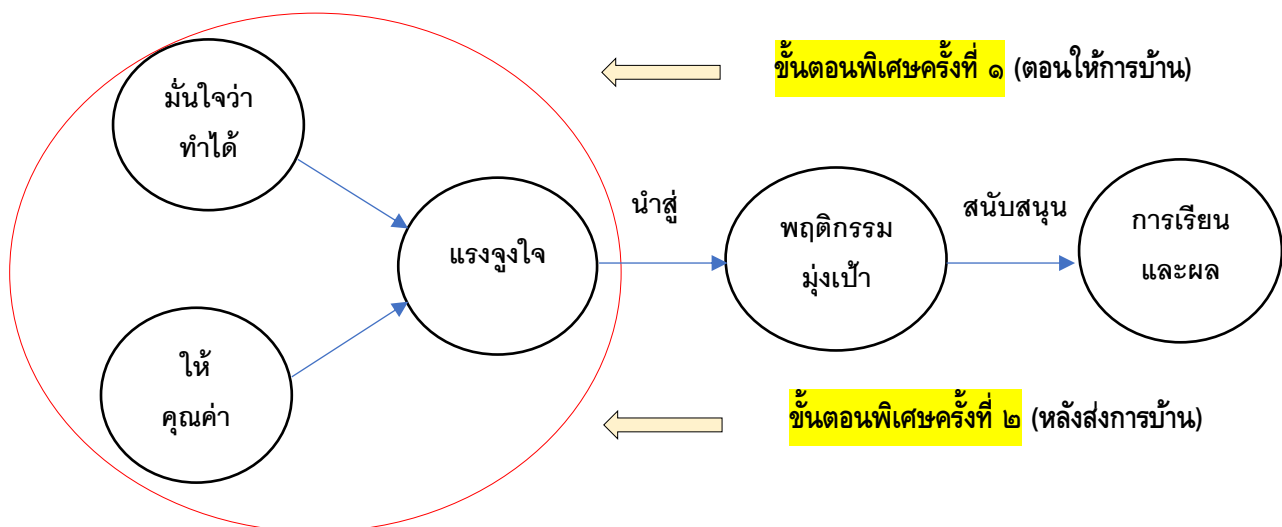 ขั้นตอนพิเศษครั้งที่ ๑ (ตอนให้การบ้าน)
มั่นใจว่า
ทำได้
แรงจูงใจ
นำสู่
พฤติกรรม
มุ่งเป้า
สนับสนุน
การเรียน
และผล
ให้
คุณค่า
ขั้นตอนพิเศษครั้งที่ ๒ (หลังส่งการบ้าน)